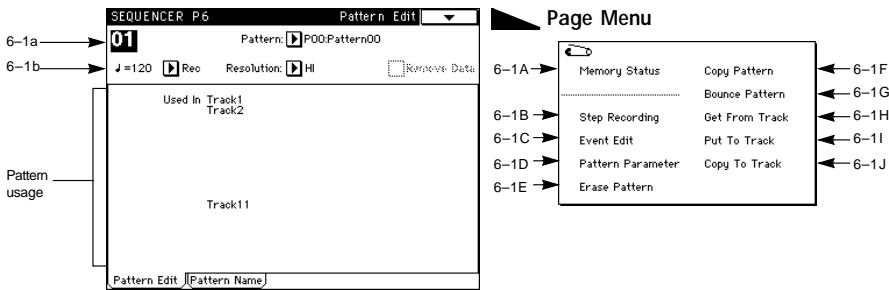 SEQUENCER P6 Pattern Edit
01 Pattern: P00:Pattern00
♩=120 Rec Resolution: HI Remove Data
Used In Track1
Track2
Track11
Pattern Edit Pattern Name
6–1a
6–1b
Pattern
usage
Page Menu
6–1A Memory Status Copy Pattern 6–1F
Bounce Pattern 6–1G
6–1B Step Recording Get From Track 6–1H
6–1C Event Edit Put To Track 6–1I
6–1D Pattern Parameter Copy To Track 6–1J
6–1E Erase Pattern